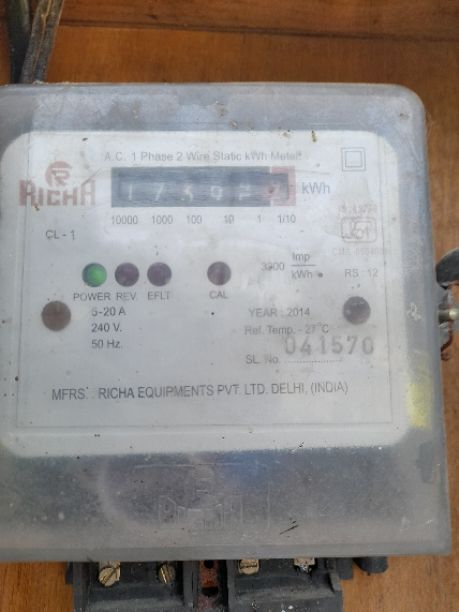 A.C. 1 Phase 2 Wire Static kWh Meter
RICHA
kWh
10000 1000 100 10 1 1/10
CL - 1
Imp
kWh
RS : 12
POWER REV. EFLT CAL
5-20 A
240 V.
50 Hz.
YEAR : 2014
Ref. Temp. - 27°C
SL. No. 041570
MFRS. : RICHA EQUIPMENTS PVT. LTD. DELHI, (INDIA)